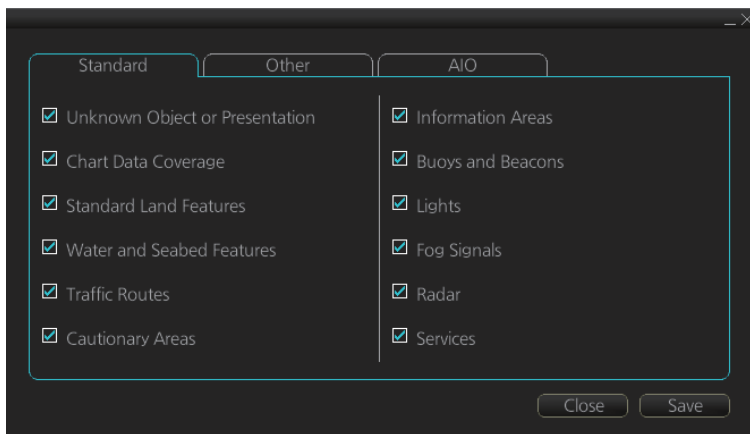 Standard
Other
AIO
Unknown Object or Presentation
Chart Data Coverage
Standard Land Features
Water and Seabed Features
Traffic Routes
Cautionary Areas
Information Areas
Buoys and Beacons
Lights
Fog Signals
Radar
Services
Close
Save